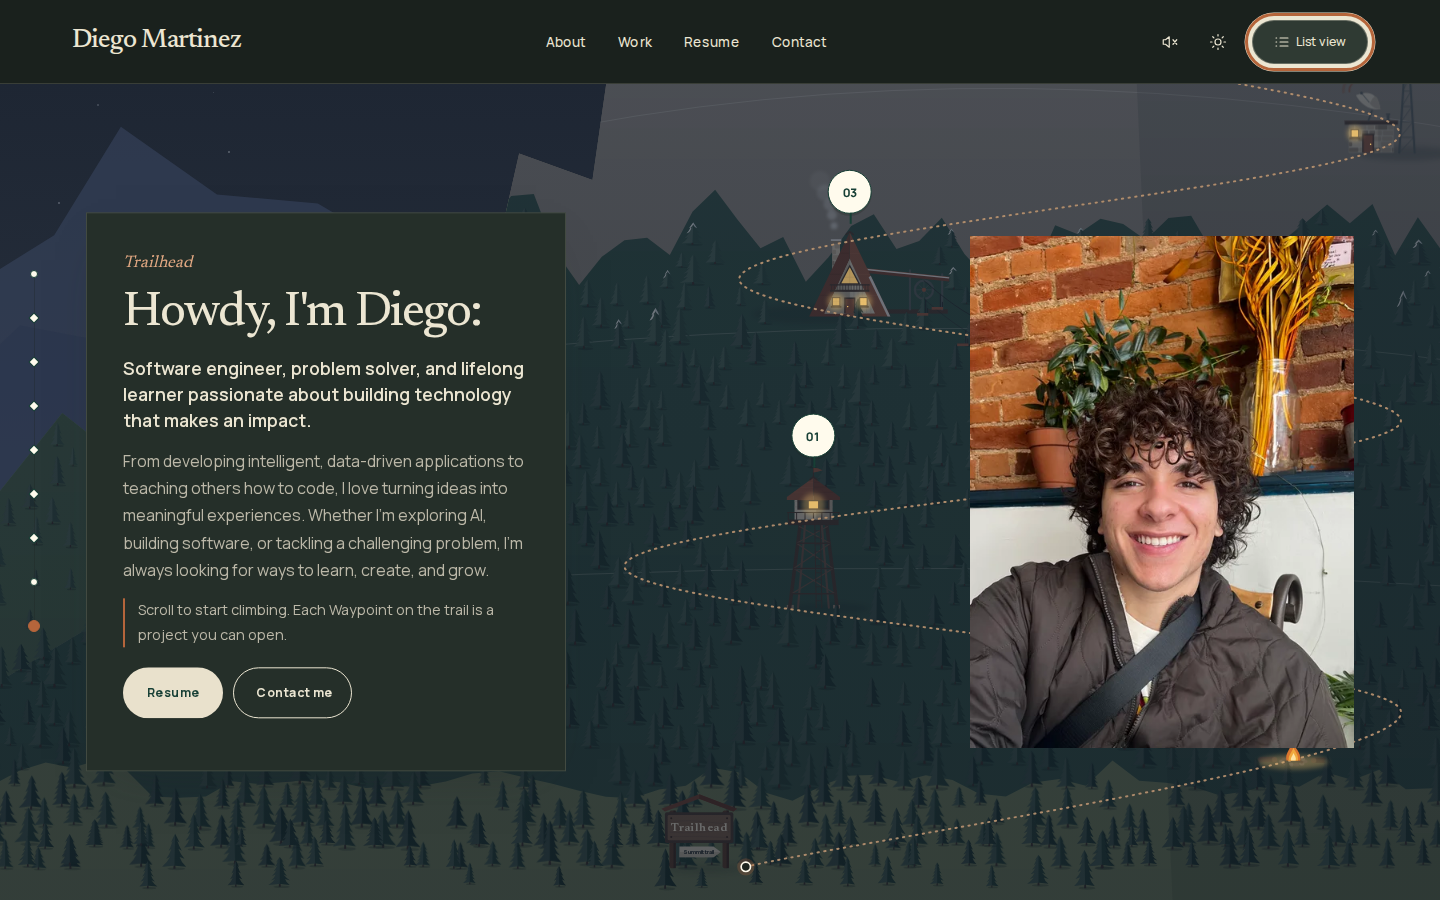 Diego Martinez
About
Work
Resume
Contact
List view
03
Trailhead
Howdy, I'm Diego:
Software engineer, problem solver, and lifelong
learner passionate about building technology
that makes an impact.
01
From developing intelligent, data-driven applications to
teaching others how to code, I love turning ideas into
meaningful experiences. Whether I'm exploring AI,
building software, or tackling a challenging problem, I'm
always looking for ways to learn, create, and grow.
Scroll to start climbing. Each Waypoint on the trail is a
project you can open.
Resume
Contact me
Trailhead
Summit trail